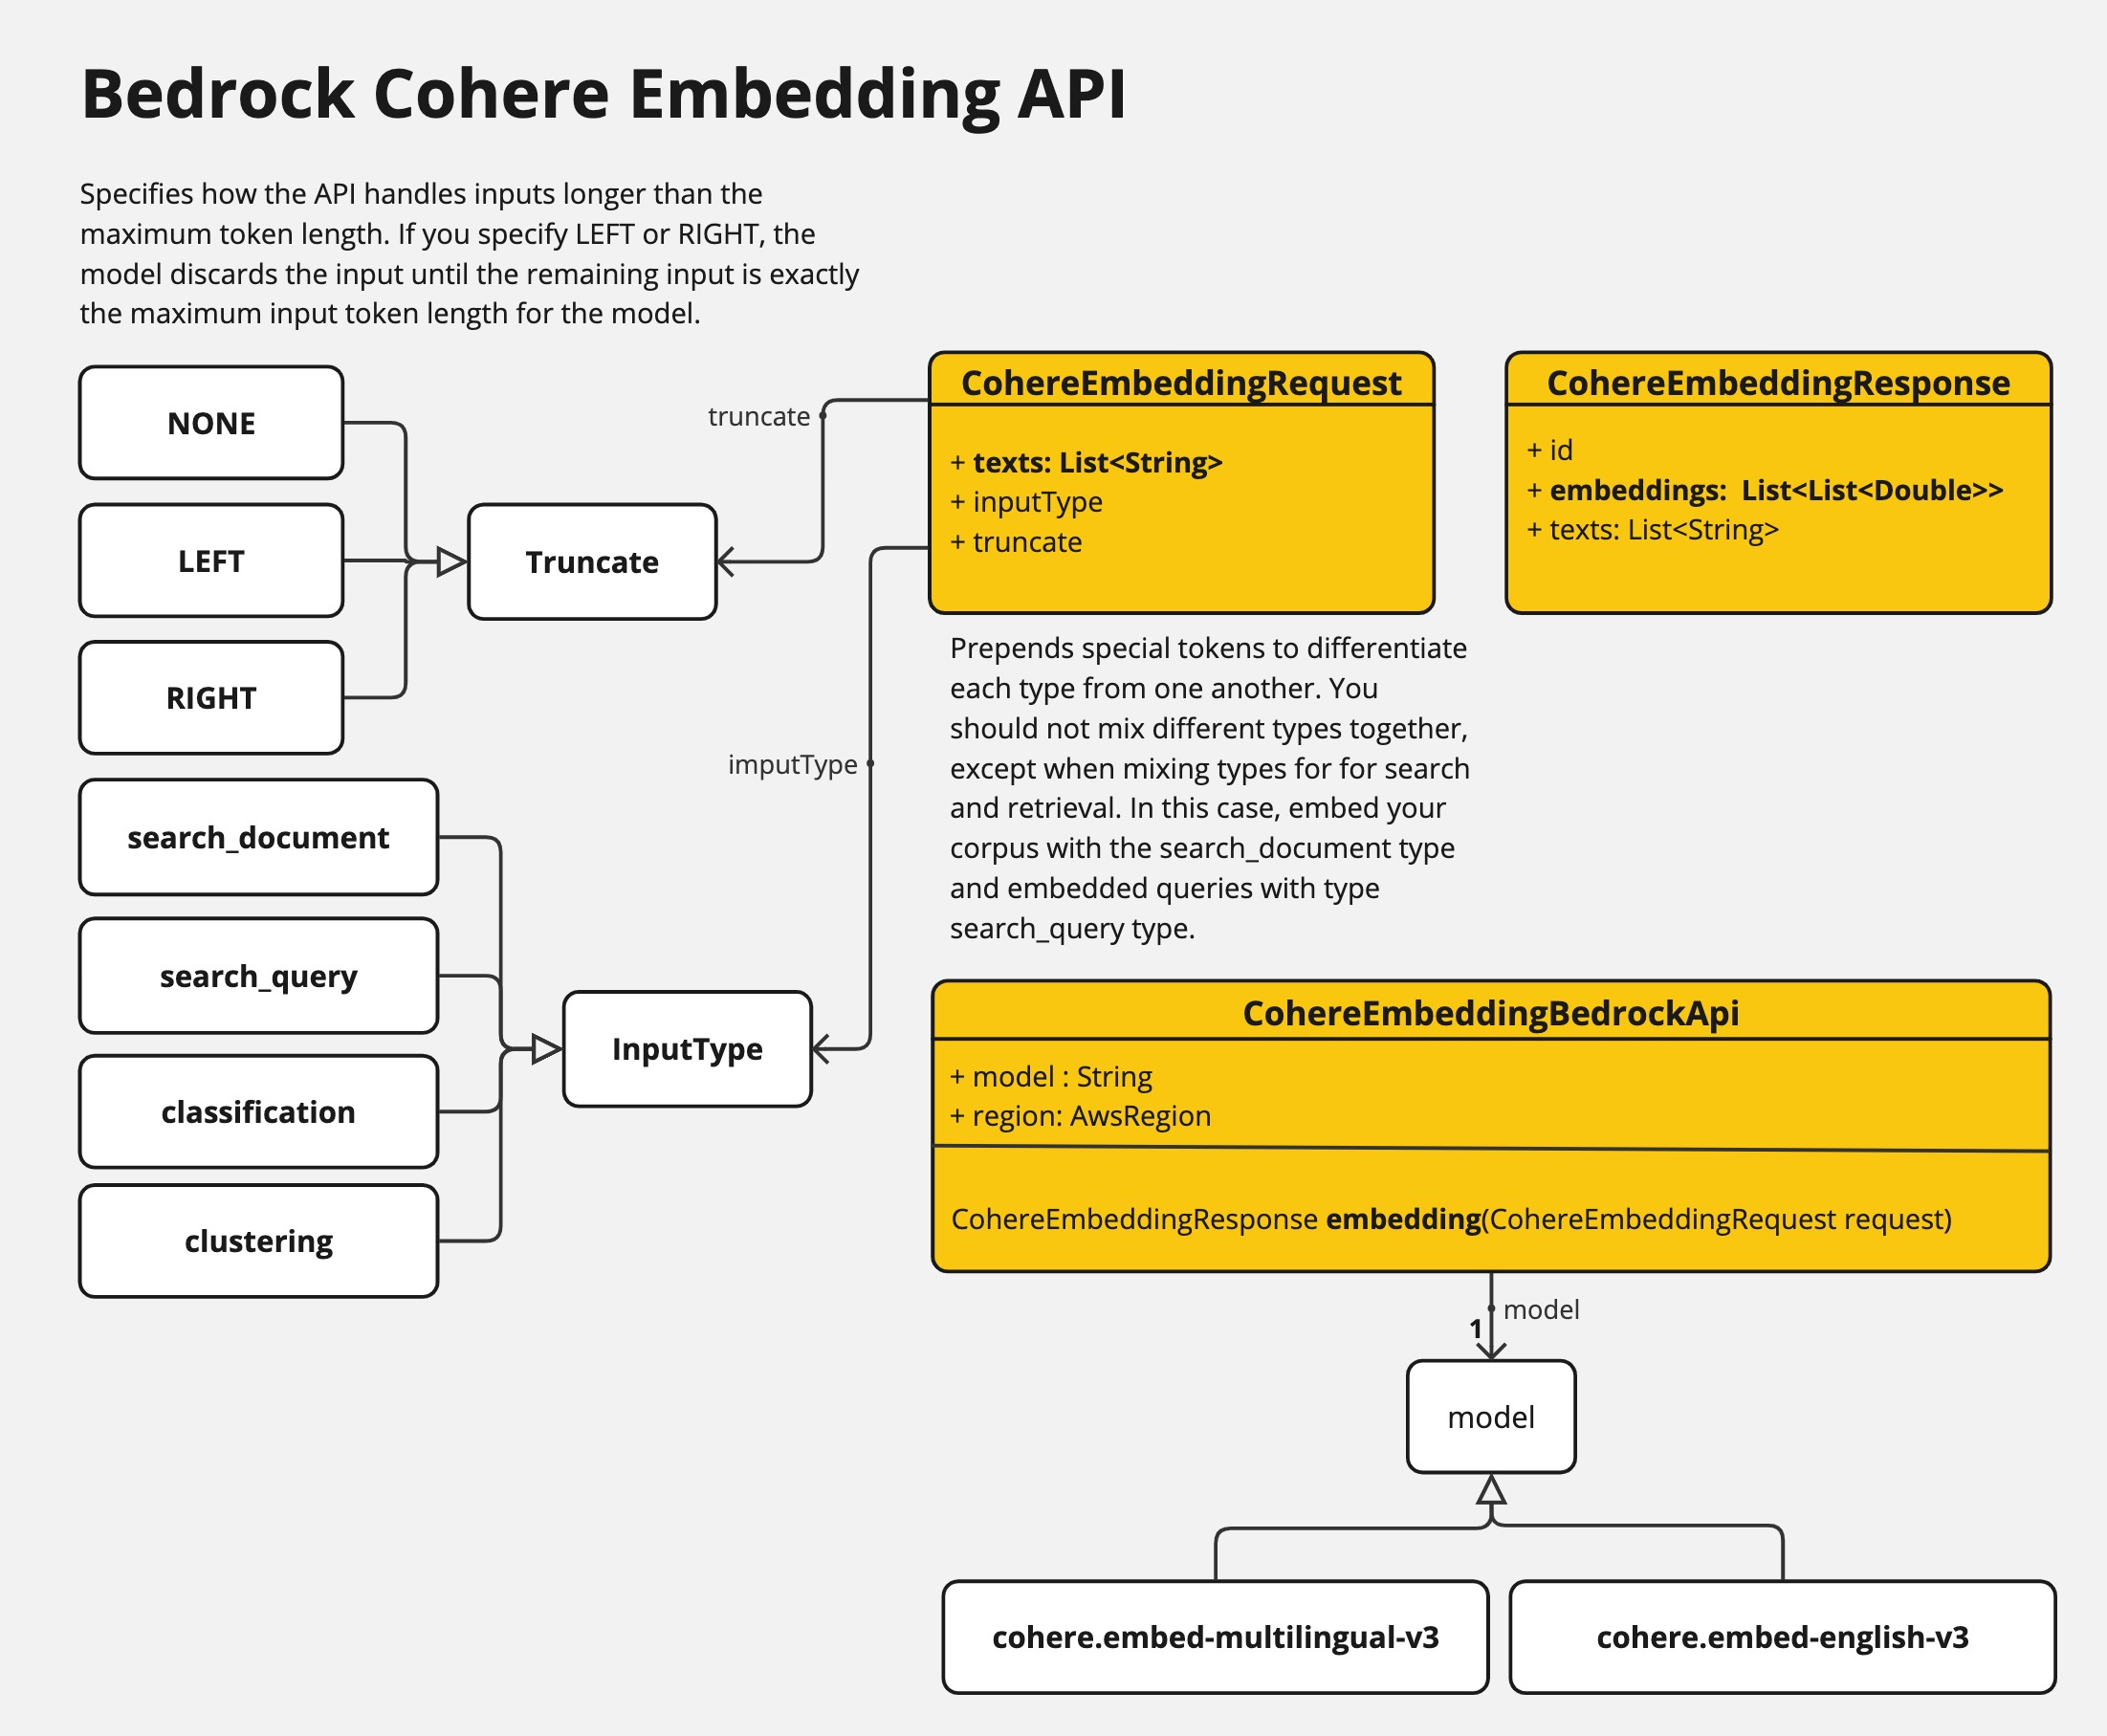 Bedrock Cohere Embedding API
Specifies how the API handles inputs longer than the
maximum token length. If you specify LEFT or RIGHT, the
model discards the input until the remaining input is exactly
the maximum input token length for the model.
NONE
LEFT
RIGHT
Truncate
truncate
CohereEmbeddingRequest
+ texts: List<String>
+ inputType
+ truncate
CohereEmbeddingResponse
+ id
+ embeddings:  List<List<Double>>
+ texts: List<String>
Prepends special tokens to differentiate
each type from one another. You
should not mix different types together,
except when mixing types for for search
and retrieval. In this case, embed your
corpus with the search_document type
and embedded queries with type
search_query type.
imputType
search_document
search_query
classification
clustering
InputType
CohereEmbeddingBedrockApi
+ model : String
+ region: AwsRegion
CohereEmbeddingResponse embedding(CohereEmbeddingRequest request)
model
1
model
cohere.embed-multilingual-v3
cohere.embed-english-v3